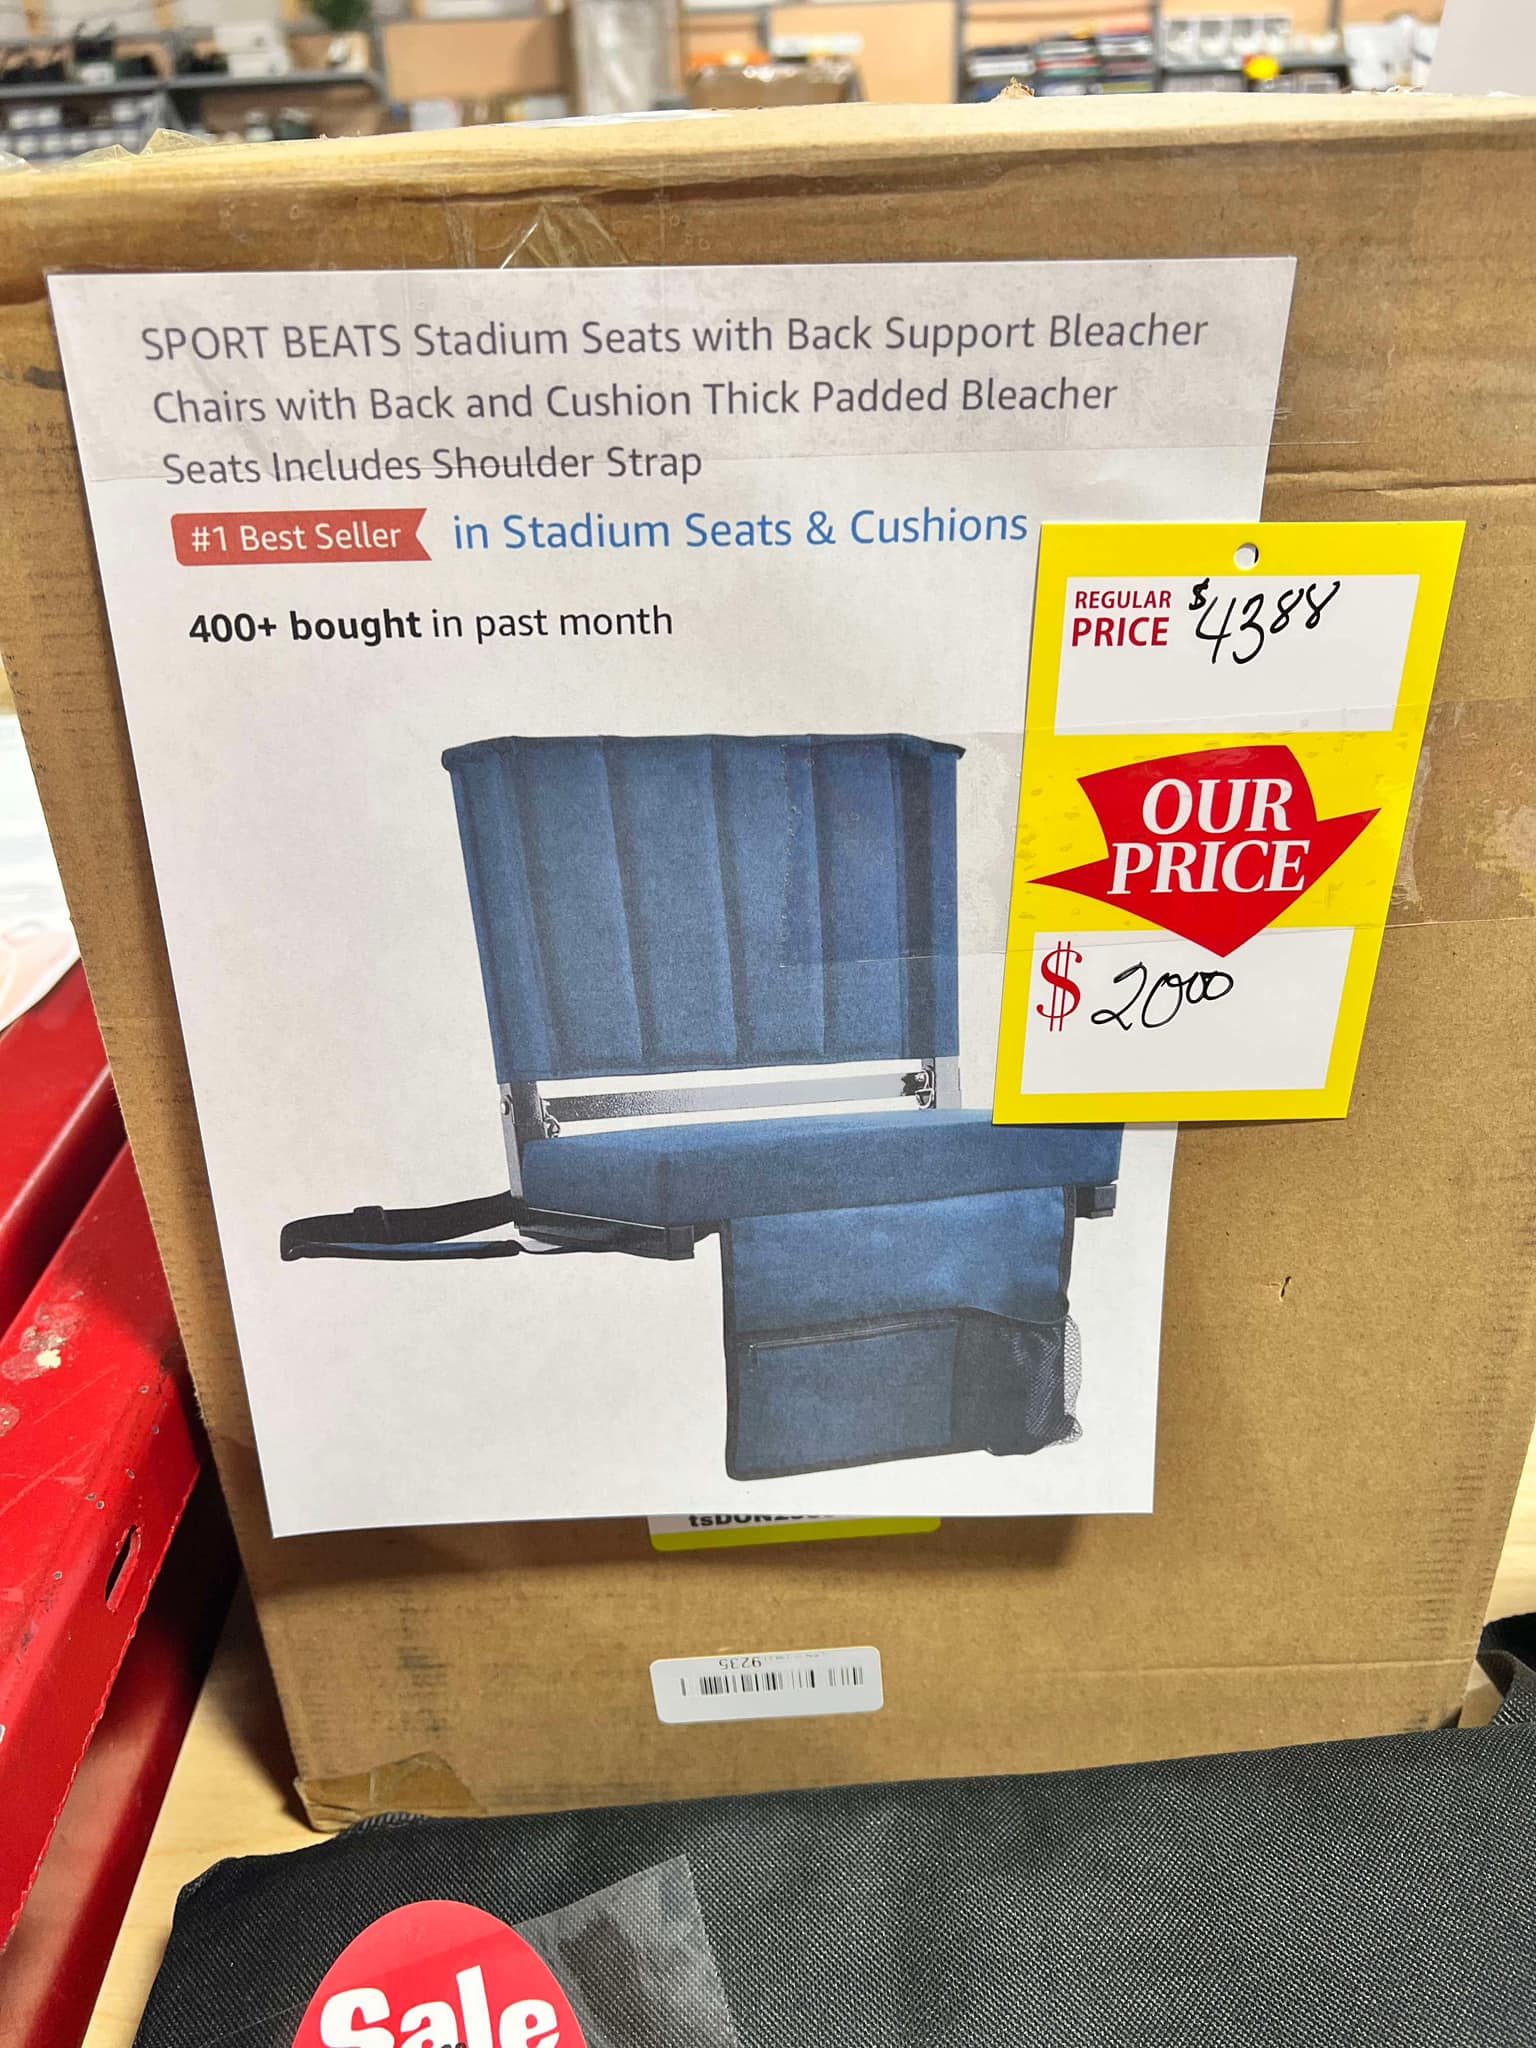 SPORT BEATS Stadium Seats with Back Support Bleacher
Chairs with Back and Cushion Thick Padded Bleacher
Seats Includes Shoulder Strap
#1 Best Seller in Stadium Seats & Cushions
400+ bought in past month
REGULAR
PRICE $43 88
OUR
PRICE
$ 20 00
9235
Sale